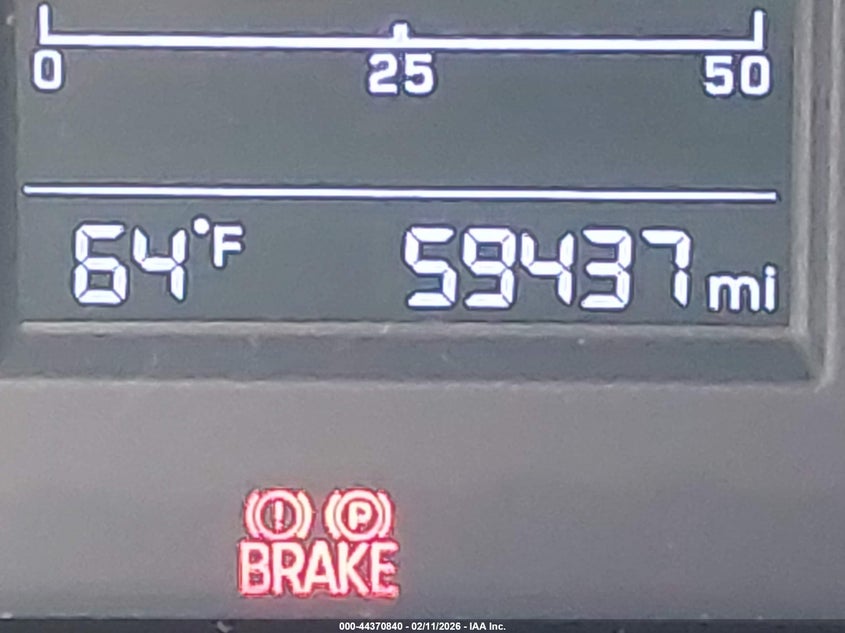 0 25 50
64°F 59437 mi
(!) (P)
BRAKE
000-44370840 - 02/11/2026 - IAA Inc.